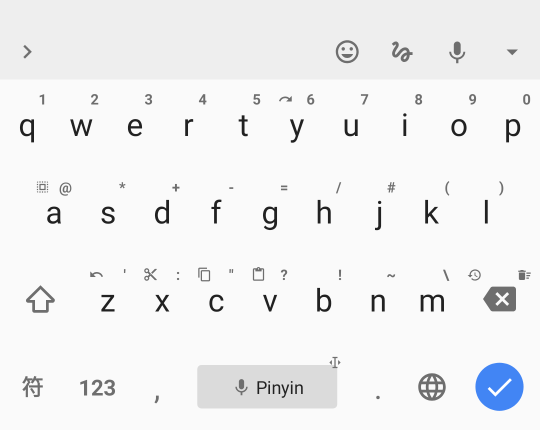 1 2 3 4 5 6 7 8 9 0
q w e r t y u i o p
@ * + - = / # ( )
a s d f g h j k l
' : " ? ! ~ \
z x c v b n m
符 123 , Pinyin .